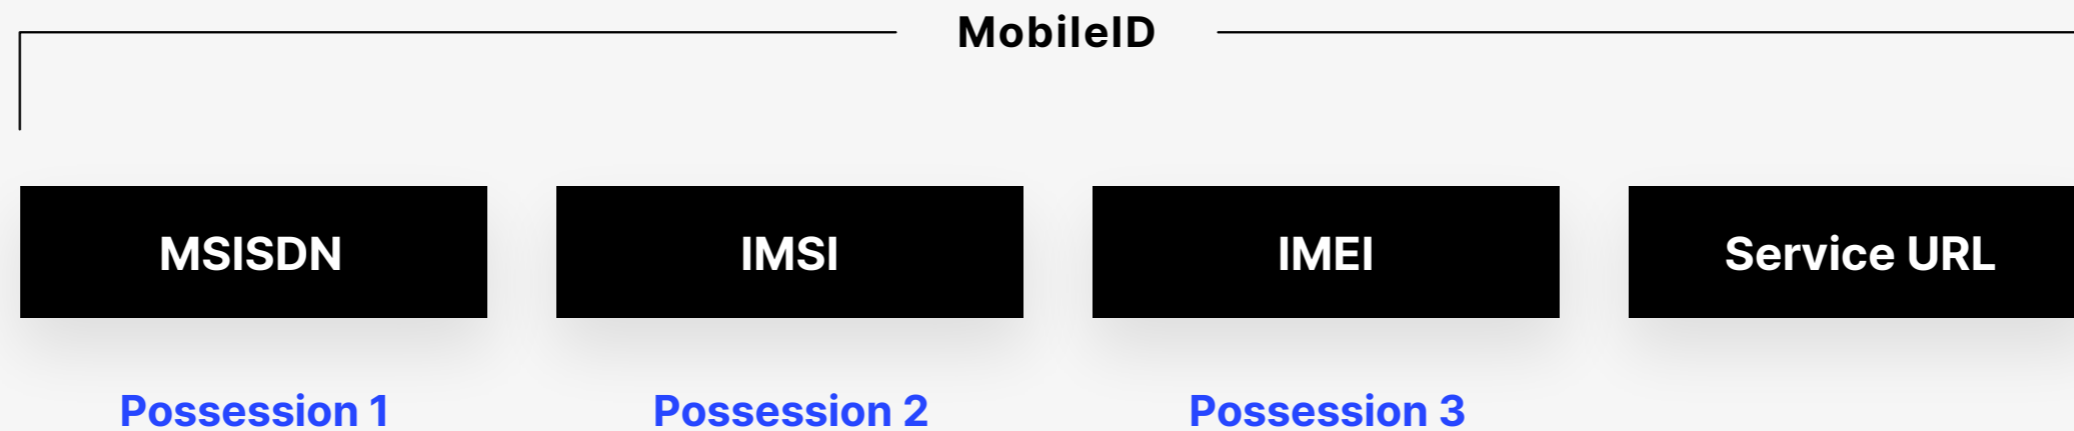 MobileID
MSISDN
IMSI
IMEI
Service URL
Possession 1
Possession 2
Possession 3